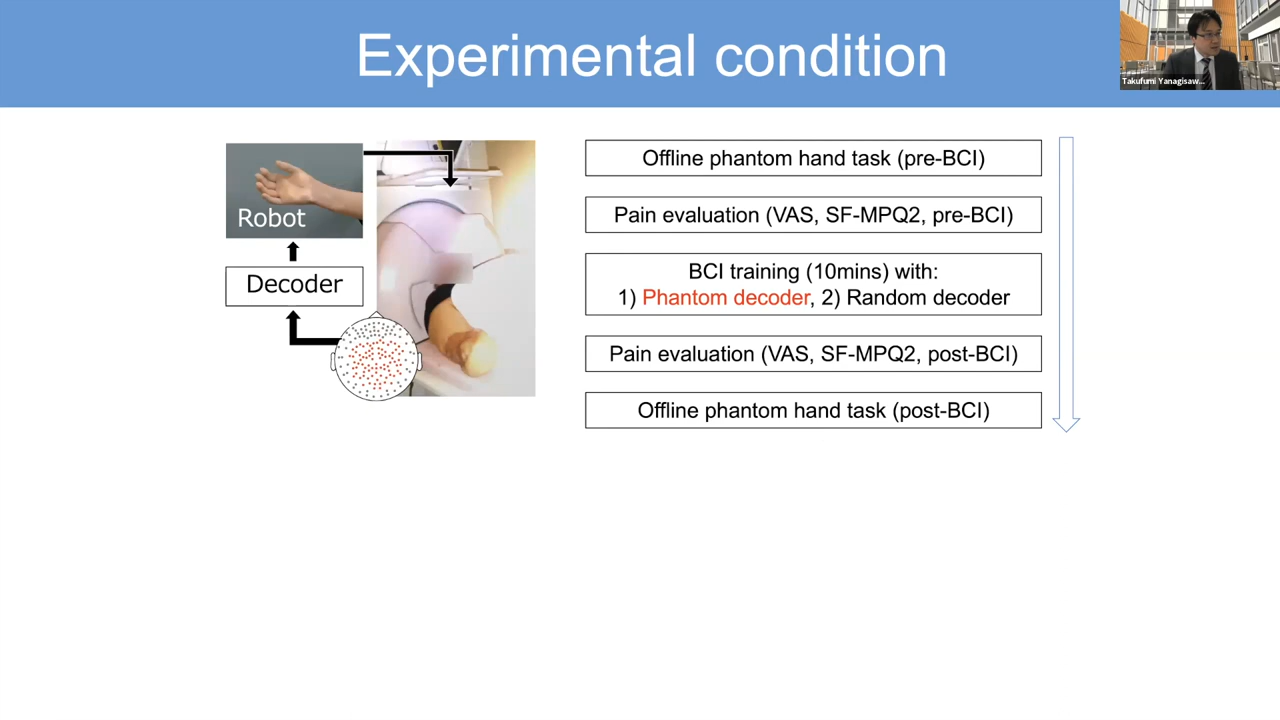 Experimental condition
Takufumi Yanagisaw...
Robot
Decoder
Offline phantom hand task (pre-BCI)
Pain evaluation (VAS, SF-MPQ2, pre-BCI)
BCI training (10mins) with:
1) Phantom decoder, 2) Random decoder
Pain evaluation (VAS, SF-MPQ2, post-BCI)
Offline phantom hand task (post-BCI)